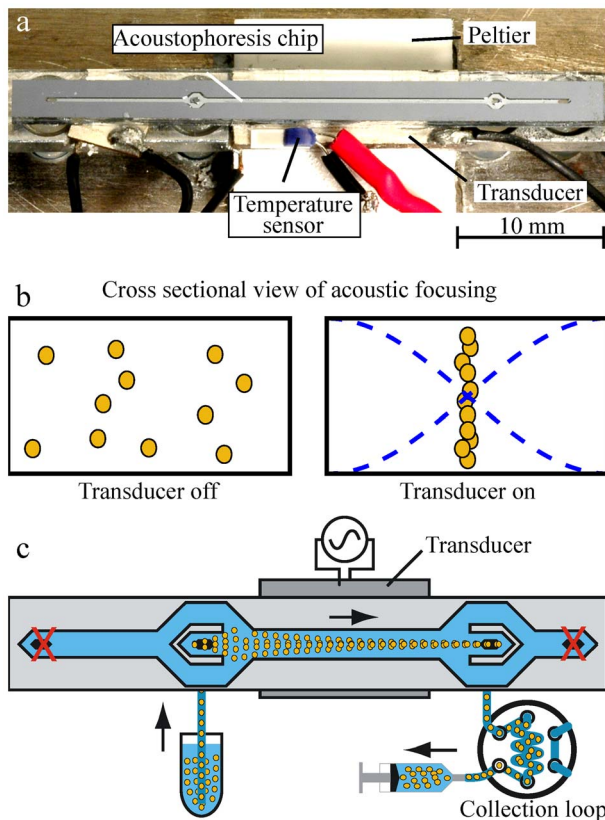 a
Acoustophoresis chip
Peltier
Temperature
sensor
Transducer
10 mm
b
Cross sectional view of acoustic focusing
Transducer off
Transducer on
c
Transducer
Collection loop